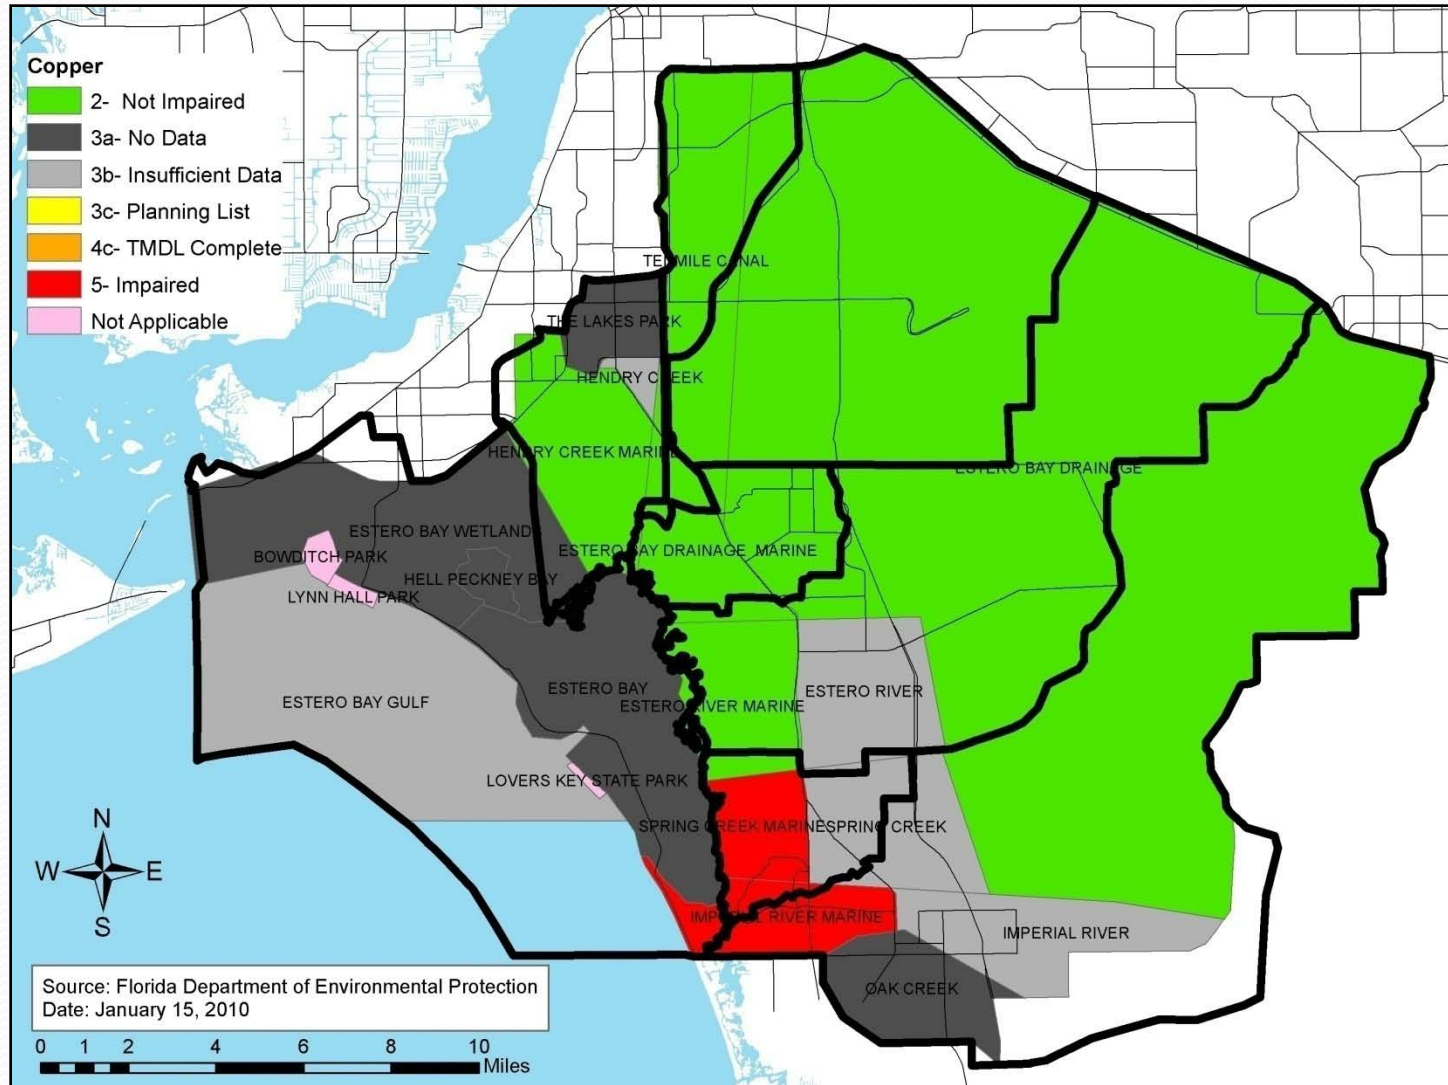 Copper
2- Not Impaired
3a- No Data
3b- Insufficient Data
3c- Planning List
4c- TMDL Complete
5- Impaired
Not Applicable
TENMILE CANAL
THE LAKES PARK
HENDRY CREEK
HENDRY CREEK MARINE
ESTERO BAY DRAINAGE
ESTERO BAY WETLANDS
ESTERO BAY DRAINAGE MARINE
BOWDITCH PARK
HELL PECKNEY BAY
LYNN HALL PARK
ESTERO BAY
ESTERO RIVER
ESTERO BAY GULF
ESTERO RIVER MARINE
LOVERS KEY STATE PARK
SPRING CREEK MARINE
SPRING CREEK
IMPERIAL RIVER MARINE
IMPERIAL RIVER
OAK CREEK
N
W E
S
Source: Florida Department of Environmental Protection
Date: January 15, 2010
0 1 2 4 6 8 10
Miles